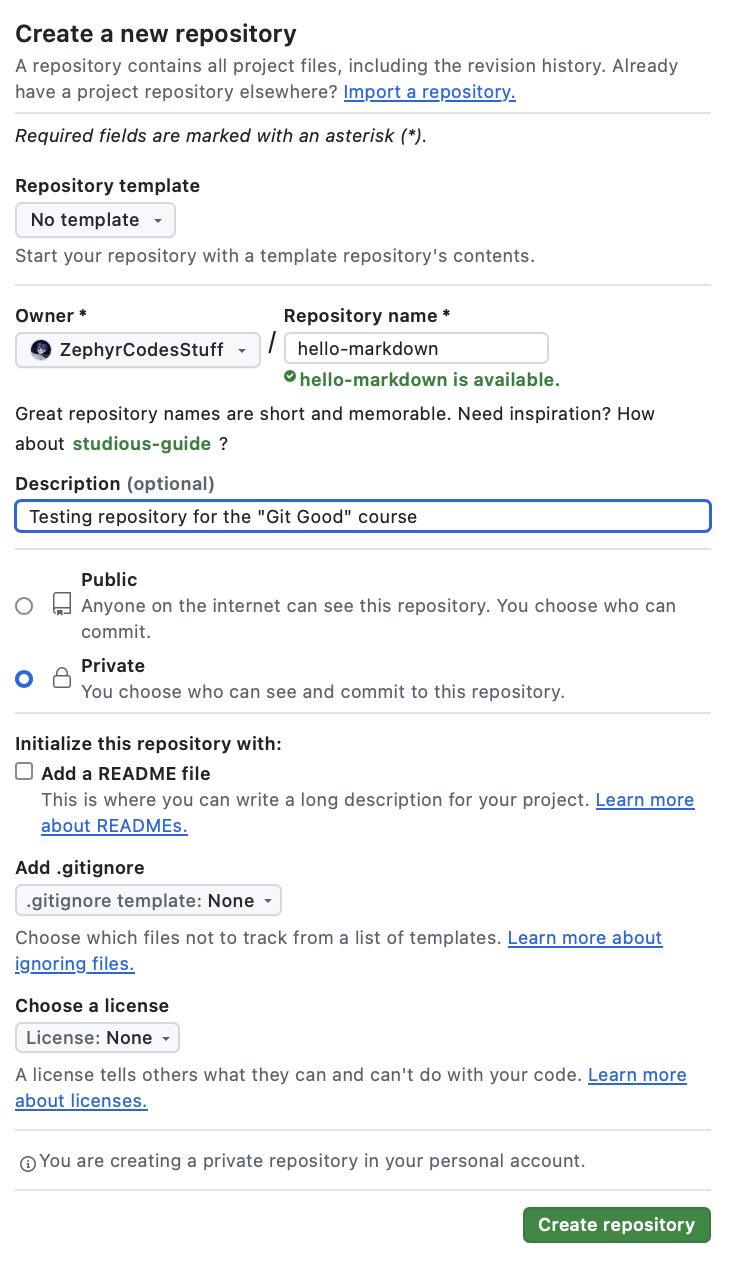 Create a new repository
A repository contains all project files, including the revision history. Already
have a project repository elsewhere? Import a repository.
Required fields are marked with an asterisk (*).
Repository template
No template
Start your repository with a template repository's contents.
Owner *
Repository name *
ZephyrCodesStuff
/
hello-markdown
hello-markdown is available.
Great repository names are short and memorable. Need inspiration? How
about studious-guide ?
Description (optional)
Testing repository for the "Git Good" course
Public
Anyone on the internet can see this repository. You choose who can
commit.
Private
You choose who can see and commit to this repository.
Initialize this repository with:
Add a README file
This is where you can write a long description for your project. Learn more
about READMEs.
Add .gitignore
.gitignore template: None
Choose which files not to track from a list of templates. Learn more about
ignoring files.
Choose a license
License: None
A license tells others what they can and can't do with your code. Learn more
about licenses.
You are creating a private repository in your personal account.
Create repository